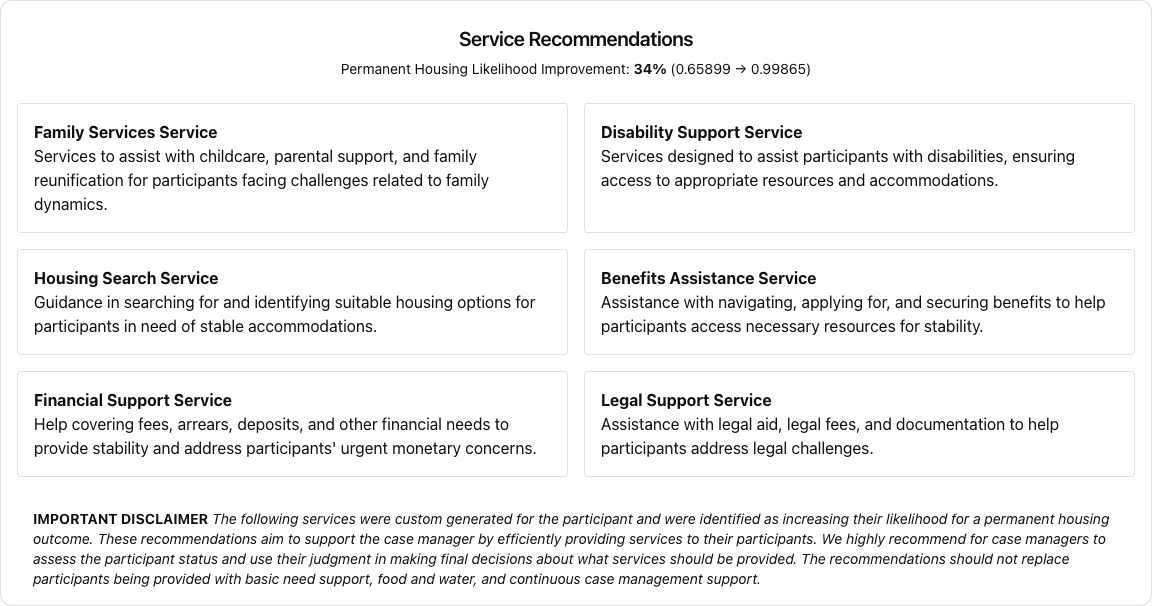 Service Recommendations
Permanent Housing Likelihood Improvement: 34% (0.65899 → 0.99865)
Family Services Service
Services to assist with childcare, parental support, and family
reunification for participants facing challenges related to family
dynamics.
Disability Support Service
Services designed to assist participants with disabilities, ensuring
access to appropriate resources and accommodations.
Housing Search Service
Guidance in searching for and identifying suitable housing options for
participants in need of stable accommodations.
Benefits Assistance Service
Assistance with navigating, applying for, and securing benefits to help
participants access necessary resources for stability.
Financial Support Service
Help covering fees, arrears, deposits, and other financial needs to
provide stability and address participants' urgent monetary concerns.
Legal Support Service
Assistance with legal aid, legal fees, and documentation to help
participants address legal challenges.
IMPORTANT DISCLAIMER The following services were custom generated for the participant and were identified as increasing their likelihood for a permanent housing
outcome. These recommendations aim to support the case manager by efficiently providing services to their participants. We highly recommend for case managers to
assess the participant status and use their judgment in making final decisions about what services should be provided. The recommendations should not replace
participants being provided with basic need support, food and water, and continuous case management support.